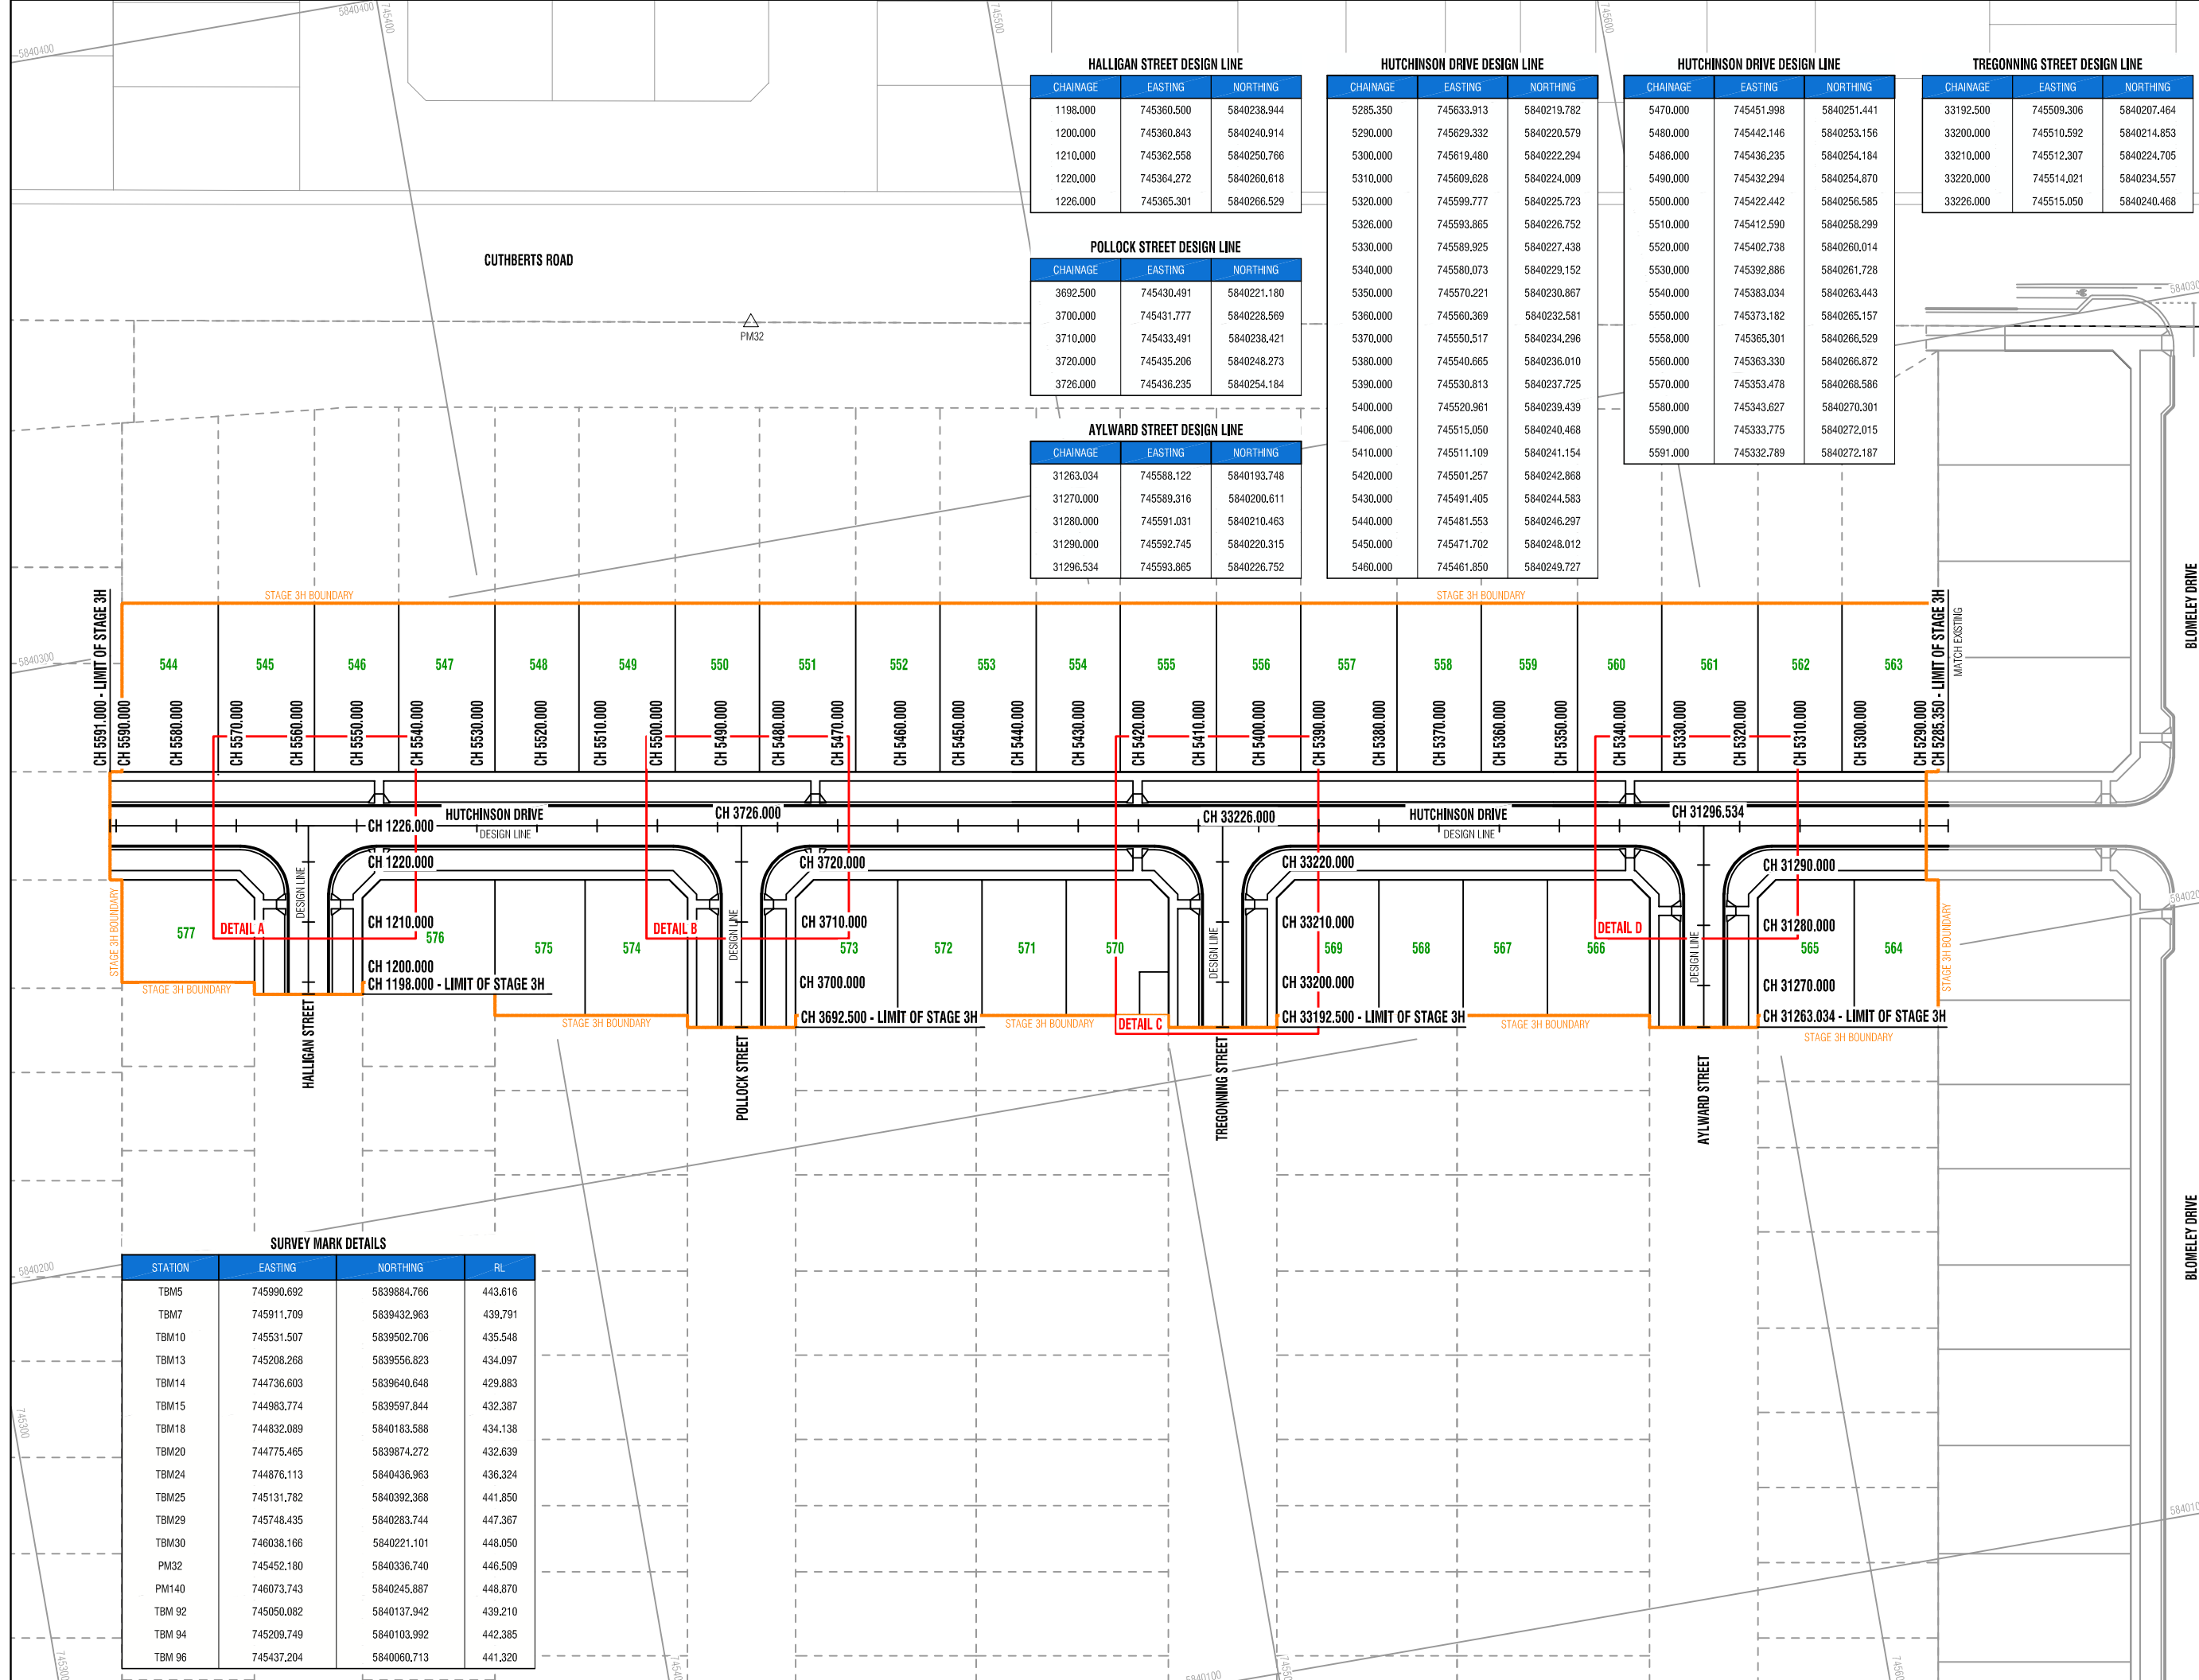 5840400
745400
745500
745600
5840400
HALLIGAN STREET DESIGN LINE
CHAINAGE EASTING NORTHING
1198.000 745360.500 5840238.944
1200.000 745360.843 5840240.914
1210.000 745362.558 5840250.766
1220.000 745364.272 5840260.618
1226.000 745365.301 5840266.529
POLLOCK STREET DESIGN LINE
CHAINAGE EASTING NORTHING
3692.500 745430.491 5840221.180
3700.000 745431.777 5840228.569
3710.000 745433.491 5840238.421
3720.000 745435.206 5840248.273
3726.000 745436.235 5840254.184
AYLWARD STREET DESIGN LINE
CHAINAGE EASTING NORTHING
31263.034 745588.122 5840193.748
31270.000 745589.316 5840200.611
31280.000 745591.031 5840210.463
31290.000 745592.745 5840220.315
31296.534 745593.865 5840226.752
HUTCHINSON DRIVE DESIGN LINE
CHAINAGE EASTING NORTHING
5285.350 745633.913 5840219.782
5290.000 745629.332 5840220.579
5300.000 745619.480 5840222.294
5310.000 745609.628 5840224.009
5320.000 745599.777 5840225.723
5326.000 745593.865 5840226.752
5330.000 745589.925 5840227.438
5340.000 745580.073 5840229.152
5350.000 745570.221 5840230.867
5360.000 745560.369 5840232.581
5370.000 745550.517 5840234.296
5380.000 745540.665 5840236.010
5390.000 745530.813 5840237.725
5400.000 745520.961 5840239.439
5406.000 745515.050 5840240.468
5410.000 745511.109 5840241.154
5420.000 745501.257 5840242.868
5430.000 745491.405 5840244.583
5440.000 745481.553 5840246.297
5450.000 745471.702 5840248.012
5460.000 745461.850 5840249.727
HUTCHINSON DRIVE DESIGN LINE
CHAINAGE EASTING NORTHING
5470.000 745451.998 5840251.441
5480.000 745442.146 5840253.156
5486.000 745436.235 5840254.184
5490.000 745432.294 5840254.870
5500.000 745422.442 5840256.585
5510.000 745412.590 5840258.299
5520.000 745402.738 5840260.014
5530.000 745392.886 5840261.728
5540.000 745383.034 5840263.443
5550.000 745373.182 5840265.157
5558.000 745365.301 5840266.529
5560.000 745363.330 5840266.872
5570.000 745353.478 5840268.586
5580.000 745343.627 5840270.301
5590.000 745333.775 5840272.015
5591.000 745332.789 5840272.187
TREGONNING STREET DESIGN LINE
CHAINAGE EASTING NORTHING
33192.500 745509.306 5840207.464
33200.000 745510.592 5840214.853
33210.000 745512.307 5840224.705
33220.000 745514.021 5840234.557
33226.000 745515.050 5840240.468
CUTHBERTS ROAD
PM32
STAGE 3H BOUNDARY
STAGE 3H BOUNDARY
5840300
544 545 546 547 548 549 550 551 552 553 554 555 556 557 558 559 560 561 562 563
CH 5591.000 - LIMIT OF STAGE 3H
CH 5590.000
CH 5580.000
CH 5570.000
CH 5560.000
CH 5550.000
CH 5540.000
CH 5530.000
CH 5520.000
CH 5510.000
CH 5500.000
CH 5490.000
CH 5480.000
CH 5470.000
CH 5460.000
CH 5450.000
CH 5440.000
CH 5430.000
CH 5420.000
CH 5410.000
CH 5400.000
CH 5390.000
CH 5380.000
CH 5370.000
CH 5360.000
CH 5350.000
CH 5340.000
CH 5330.000
CH 5320.000
CH 5310.000
CH 5300.000
CH 5290.000
CH 5285.350 - LIMIT OF STAGE 3H
MATCH EXISTING
BLOMELEY DRIVE
HUTCHINSON DRIVE
DESIGN LINE
HUTCHINSON DRIVE
DESIGN LINE
CH 1226.000
CH 1220.000
CH 1210.000
CH 1200.000
CH 1198.000 - LIMIT OF STAGE 3H
CH 3726.000
CH 3720.000
CH 3710.000
CH 3700.000
CH 3692.500 - LIMIT OF STAGE 3H
CH 33226.000
CH 33220.000
CH 33210.000
CH 33200.000
CH 33192.500 - LIMIT OF STAGE 3H
CH 31296.534
CH 31290.000
CH 31280.000
CH 31270.000
CH 31263.034 - LIMIT OF STAGE 3H
DESIGN LINE
DESIGN LINE
DESIGN LINE
DESIGN LINE
DETAIL A
DETAIL B
DETAIL C
DETAIL D
577 576 575 574 573 572 571 570 569 568 567 566 565 564
STAGE 3H BOUNDARY
STAGE 3H BOUNDARY
STAGE 3H BOUNDARY
STAGE 3H BOUNDARY
STAGE 3H BOUNDARY
STAGE 3H BOUNDARY
STAGE 3H BOUNDARY
HALLIGAN STREET
POLLOCK STREET
TREGONNING STREET
AYLWARD STREET
BLOMELEY DRIVE
5840200
745300
5840100
SURVEY MARK DETAILS
STATION EASTING NORTHING RL
TBM5 745990.692 5839884.766 443.616
TBM7 745911.709 5839432.963 439.791
TBM10 745531.507 5839502.706 435.548
TBM13 745208.268 5839556.823 434.097
TBM14 744736.603 5839640.648 429.883
TBM15 744983.774 5839597.844 432.387
TBM18 744832.089 5840183.588 434.138
TBM20 744775.465 5839874.272 432.639
TBM24 744876.113 5840436.963 436.324
TBM25 745131.782 5840392.368 441.850
TBM29 745748.435 5840283.744 447.367
TBM30 746038.166 5840221.101 448.050
PM32 745452.180 5840336.740 446.509
PM140 746073.743 5840245.887 448.870
TBM 92 745050.082 5840137.942 439.210
TBM 94 745209.749 5840103.992 442.385
TBM 96 745437.204 5840060.713 441.320